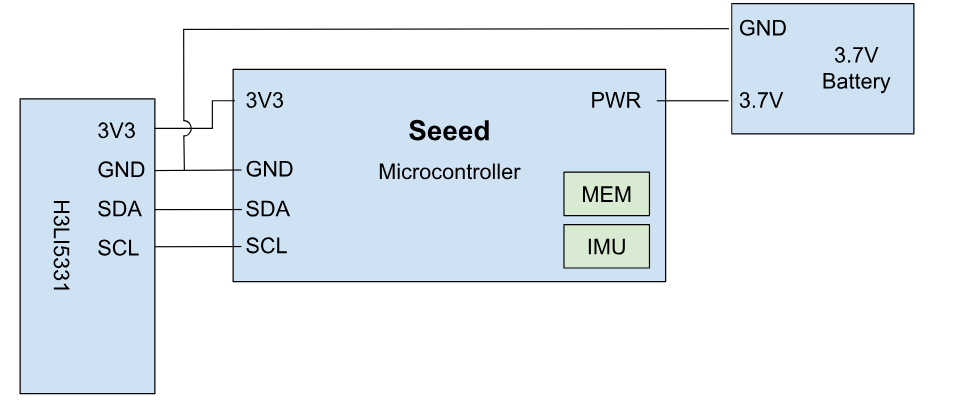 GND
3.7V
Battery
3.7V
3V3
PWR
Seeed
Microcontroller
GND
SDA
SCL
MEM
IMU
3V3
GND
SDA
SCL
H3LI5331